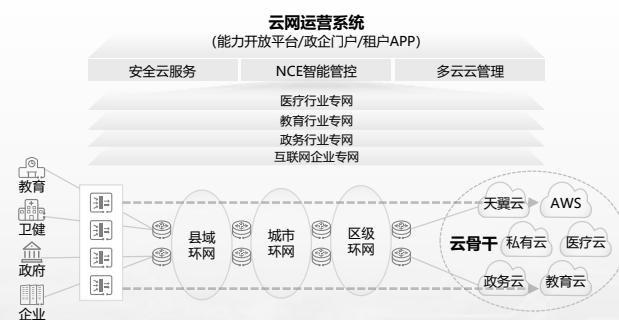 云网运营系统
(能力开放平台/政企门户/租户APP)
安全云服务
NCE智能管控
多云云管理
医疗行业专网
教育行业专网
政务行业专网
互联网企业专网
教育
卫健
政府
企业
县域
环网
城市
环网
区级
环网
云骨干
天翼云
AWS
私有云
医疗云
政务云
教育云